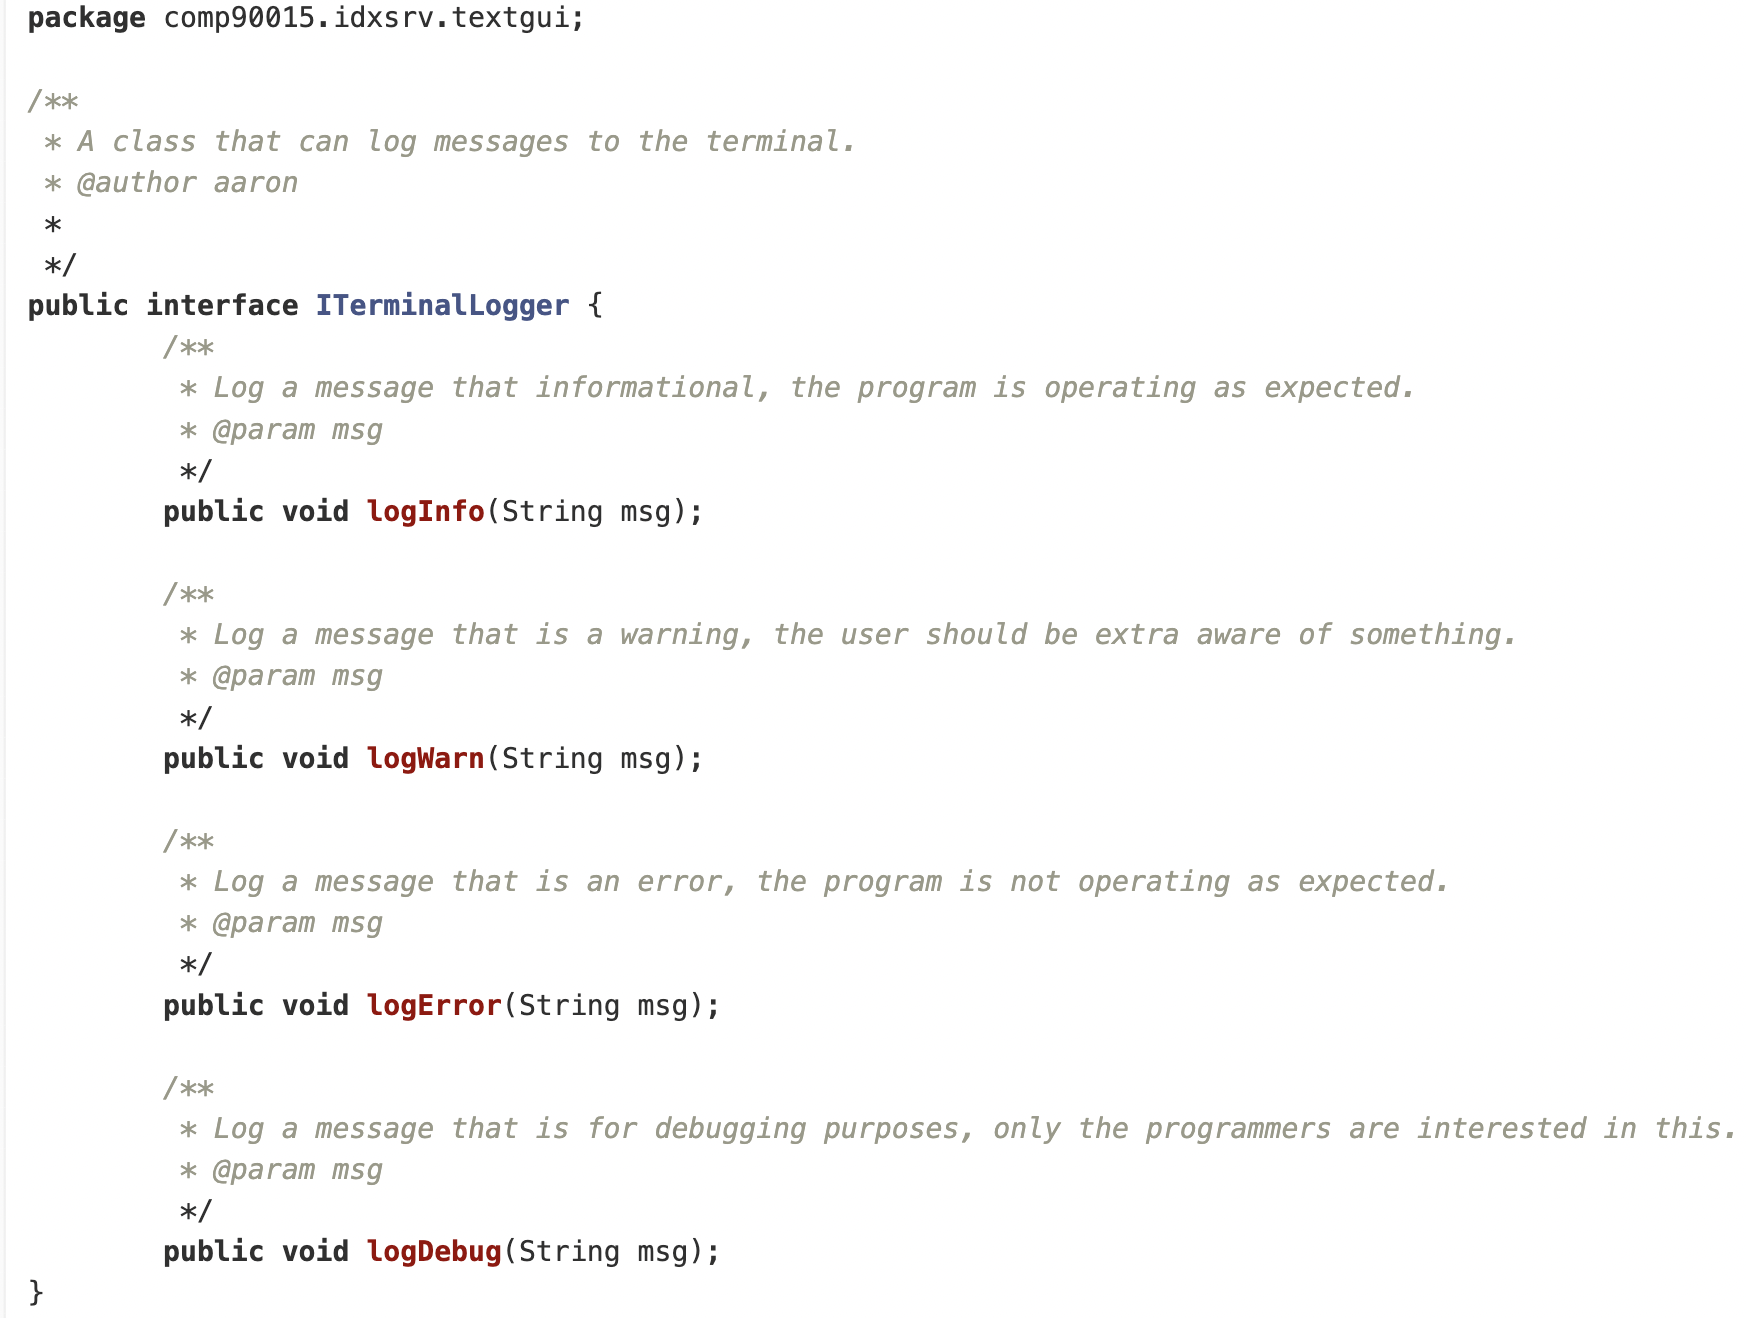 package comp90015.idxsrv.textgui;
/**
 * A class that can log messages to the terminal.
 * @author aaron
 *
 */
public interface ITerminalLogger {
        /**
         * Log a message that informational, the program is operating as expected.
         * @param msg
         */
        public void logInfo(String msg);
        /**
         * Log a message that is a warning, the user should be extra aware of something.
         * @param msg
         */
        public void logWarn(String msg);
        /**
         * Log a message that is an error, the program is not operating as expected.
         * @param msg
         */
        public void logError(String msg);
        /**
         * Log a message that is for debugging purposes, only the programmers are interested in this.
         * @param msg
         */
        public void logDebug(String msg);
}